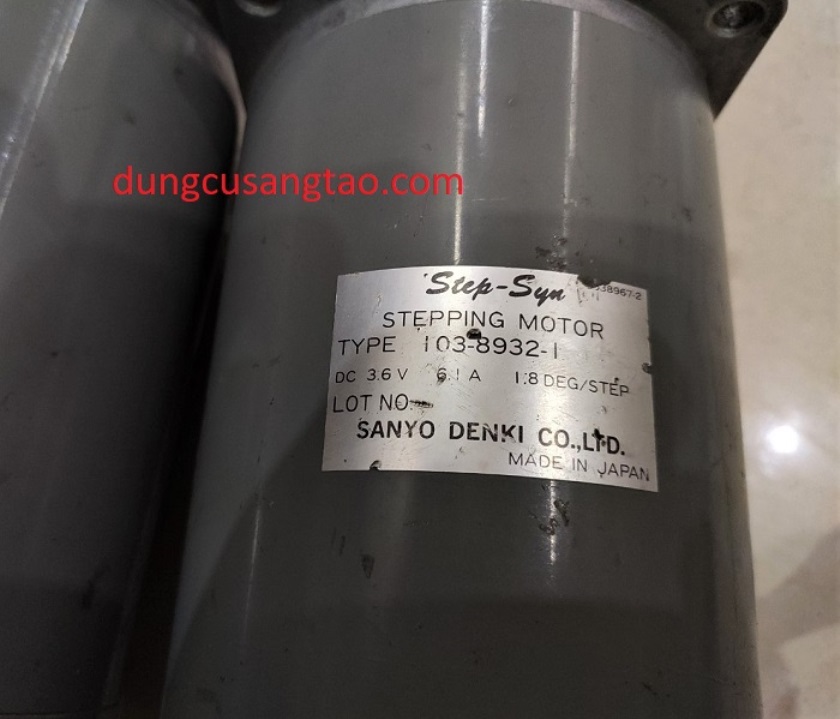 dungcusangtao.com
Step-Syn
STEPPING MOTOR
TYPE 103-8932-1
DC 3.6 V 6.1 A 1.8 DEG/STEP
LOT NO.
SANYO DENKI CO.,LTD.
MADE IN JAPAN